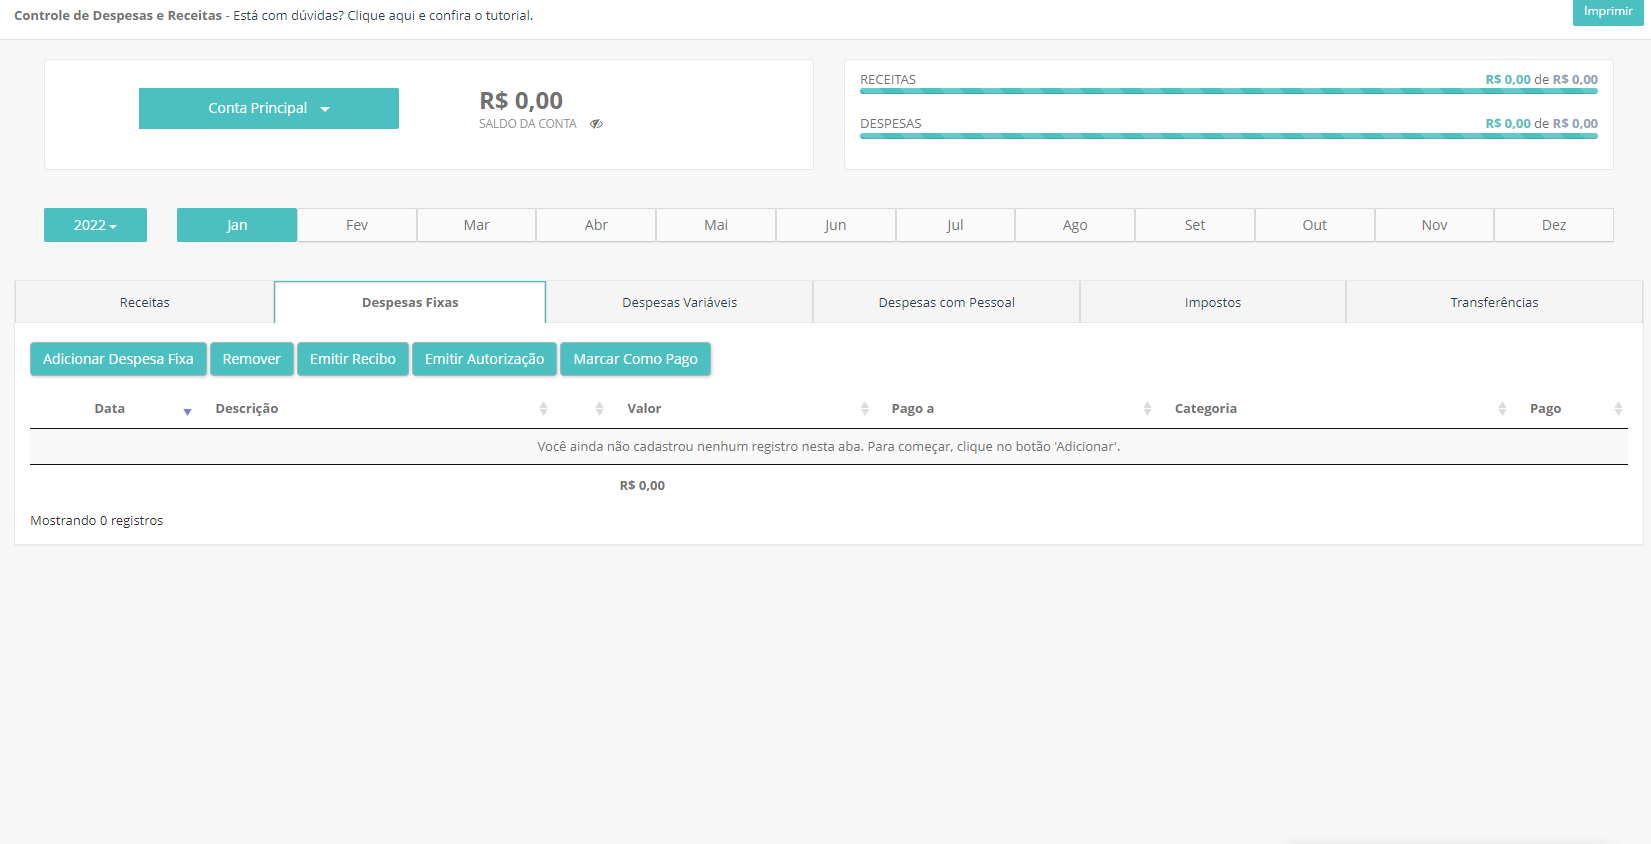 Controle de Despesas e Receitas - Está com dúvidas? Clique aqui e confira o tutorial.
Imprimir
Conta Principal
R$ 0,00
SALDO DA CONTA
RECEITAS R$ 0,00 de R$ 0,00
DESPESAS R$ 0,00 de R$ 0,00
2022 Jan Fev Mar Abr Mai Jun Jul Ago Set Out Nov Dez
Receitas Despesas Fixas Despesas Variáveis Despesas com Pessoal Impostos Transferências
Adicionar Despesa Fixa Remover Emitir Recibo Emitir Autorização Marcar Como Pago
Data Descrição Valor Pago a Categoria Pago
Você ainda não cadastrou nenhum registro nesta aba. Para começar, clique no botão 'Adicionar'.
R$ 0,00
Mostrando 0 registros